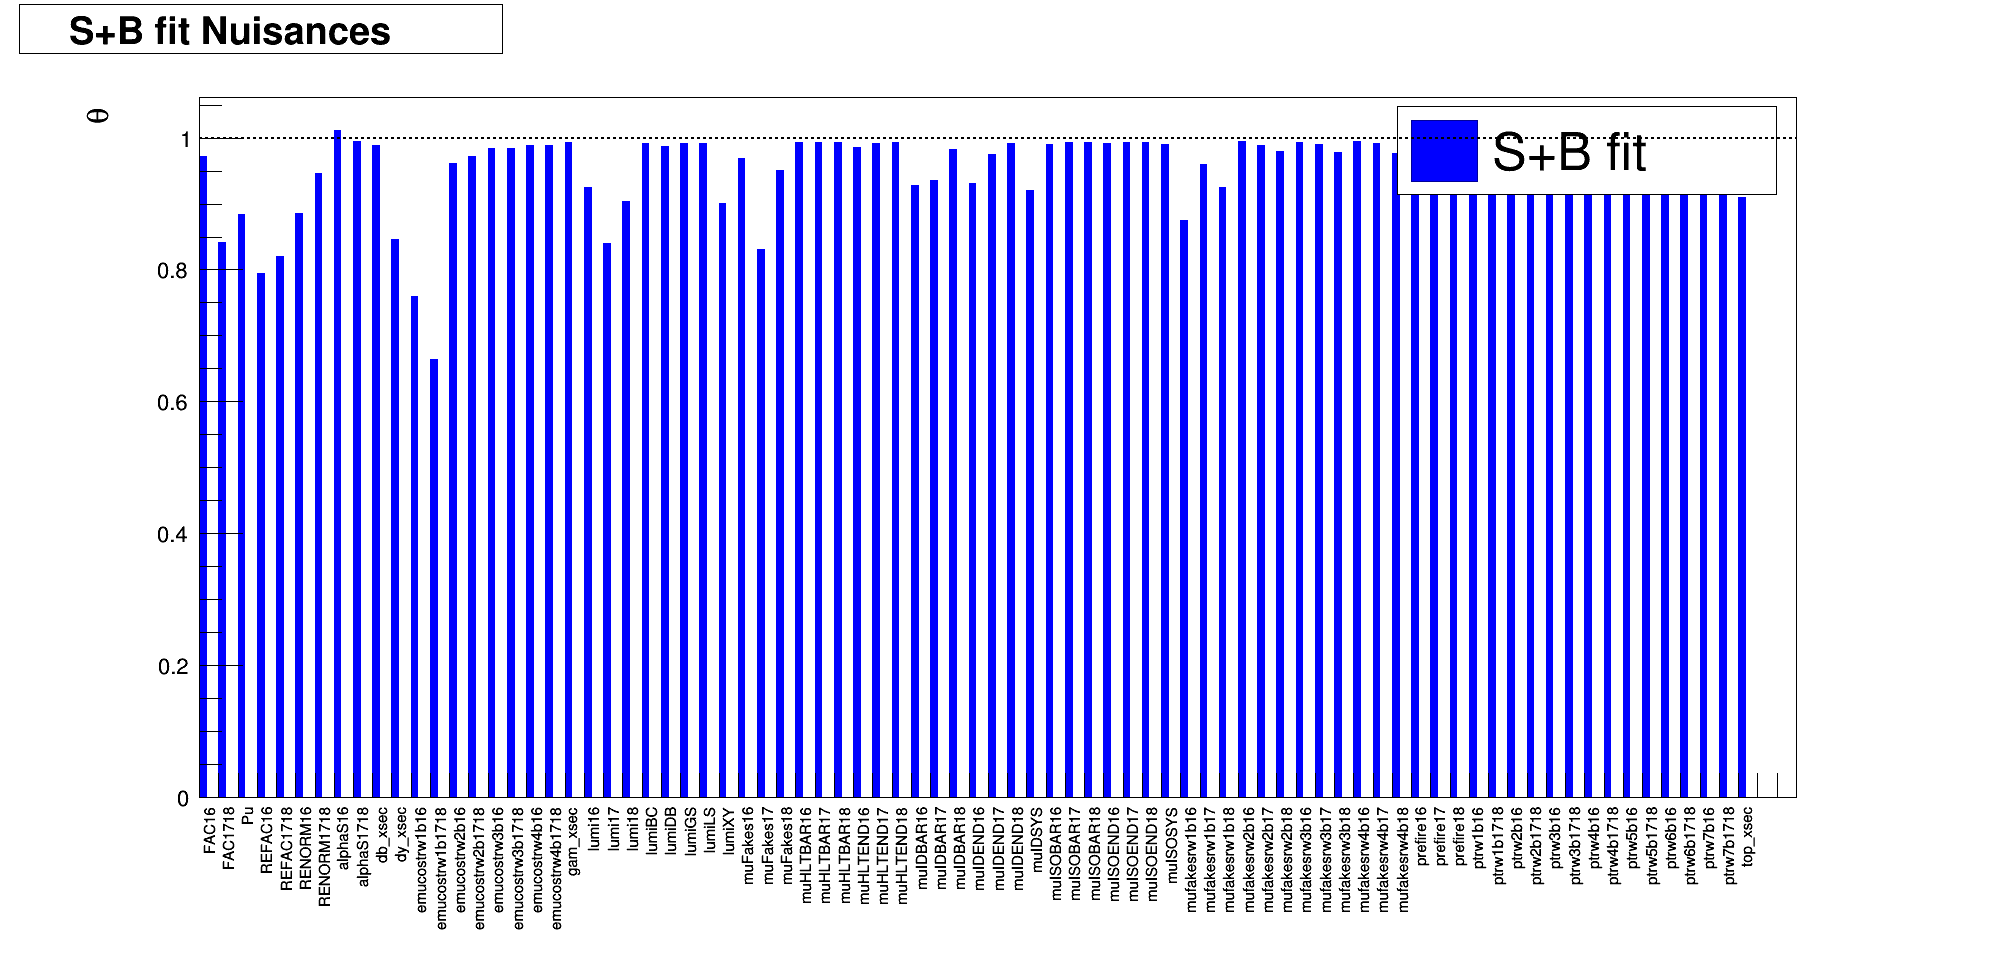 S+B fit Nuisances
θ
S+B fit
1
0.8
0.6
0.4
0.2
0
FAC16
FAC1718
Pu
REFAC16
REFAC1718
RENORM16
RENORM1718
alphaS16
alphaS1718
db_xsec
dy_xsec
emucostrw1b16
emucostrw1b1718
emucostrw2b16
emucostrw2b1718
emucostrw3b16
emucostrw3b1718
emucostrw4b16
emucostrw4b1718
gam_xsec
lumi16
lumi17
lumi18
lumiBC
lumiDB
lumiGS
lumiLS
lumiXY
muFakes16
muFakes17
muFakes18
muHLTBAR16
muHLTBAR17
muHLTBAR18
muHLTEND16
muHLTEND17
muHLTEND18
muIDBAR16
muIDBAR17
muIDBAR18
muIDEND16
muIDEND17
muIDEND18
muIDSYS
muISOBAR16
muISOBAR17
muISOBAR18
muISOEND16
muISOEND17
muISOEND18
muISOSYS
mufakesrw1b16
mufakesrw1b17
mufakesrw1b18
mufakesrw2b16
mufakesrw2b17
mufakesrw2b18
mufakesrw3b16
mufakesrw3b17
mufakesrw3b18
mufakesrw4b16
mufakesrw4b17
mufakesrw4b18
prefire16
prefire17
prefire18
ptrw1b16
ptrw1b1718
ptrw2b16
ptrw2b1718
ptrw3b16
ptrw3b1718
ptrw4b16
ptrw4b1718
ptrw5b16
ptrw5b1718
ptrw6b16
ptrw6b1718
ptrw7b16
ptrw7b1718
top_xsec